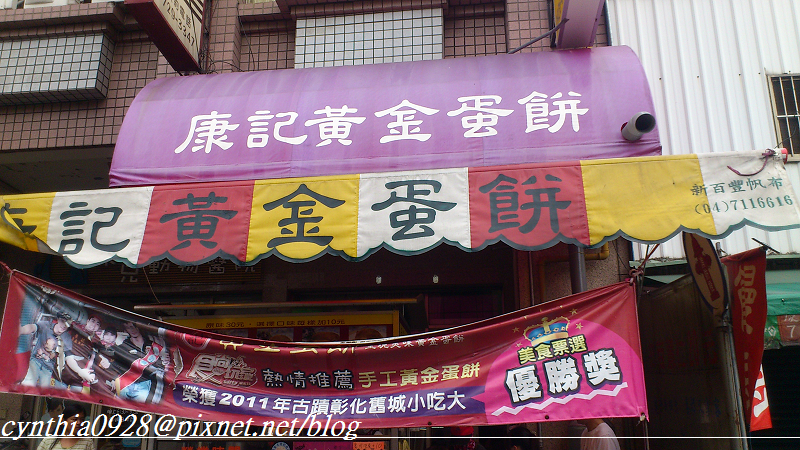 康記黃金蛋餅
康記黃金蛋餅
新百豐帆布
(04)7116616
熱情推薦 手工黃金蛋餅
榮獲2011年古蹟彰化舊城小吃大
美食票選
優勝獎
cynthia0928@pixnet.net/blog